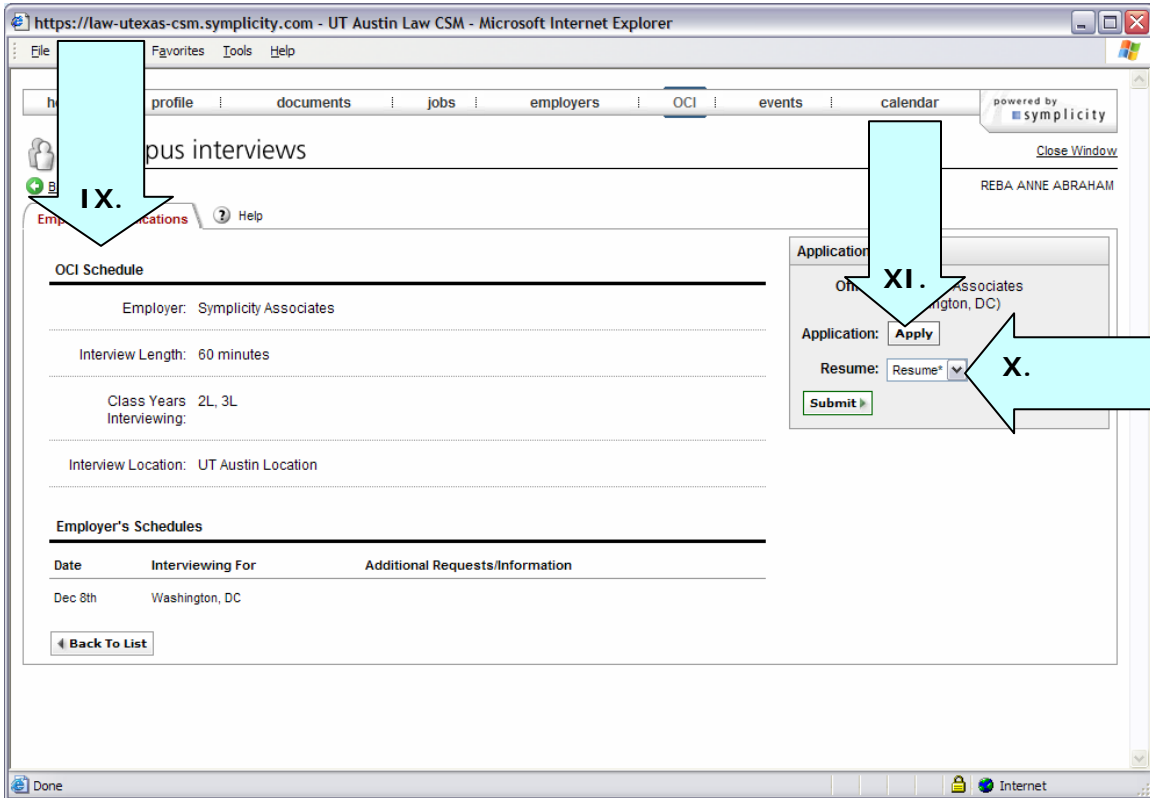 https://law-utexas-csm.symplicity.com - UT Austin Law CSM - Microsoft Internet Explorer
File Favorites Tools Help
profile documents jobs employers OCI events calendar
powered by
symplicity
pus interviews
Close Window
REBA ANNE ABRAHAM
IX.
Help
OCI Schedule
Employer: Symplicity Associates
Interview Length: 60 minutes
Class Years 2L, 3L
Interviewing:
Interview Location: UT Austin Location
Employer's Schedules
Date Interviewing For Additional Requests/Information
Dec 8th Washington, DC
Back To List
Application
XI.
Associates
ngton, DC)
Application: Apply
Resume: Resume*
X.
Submit
Done
Internet